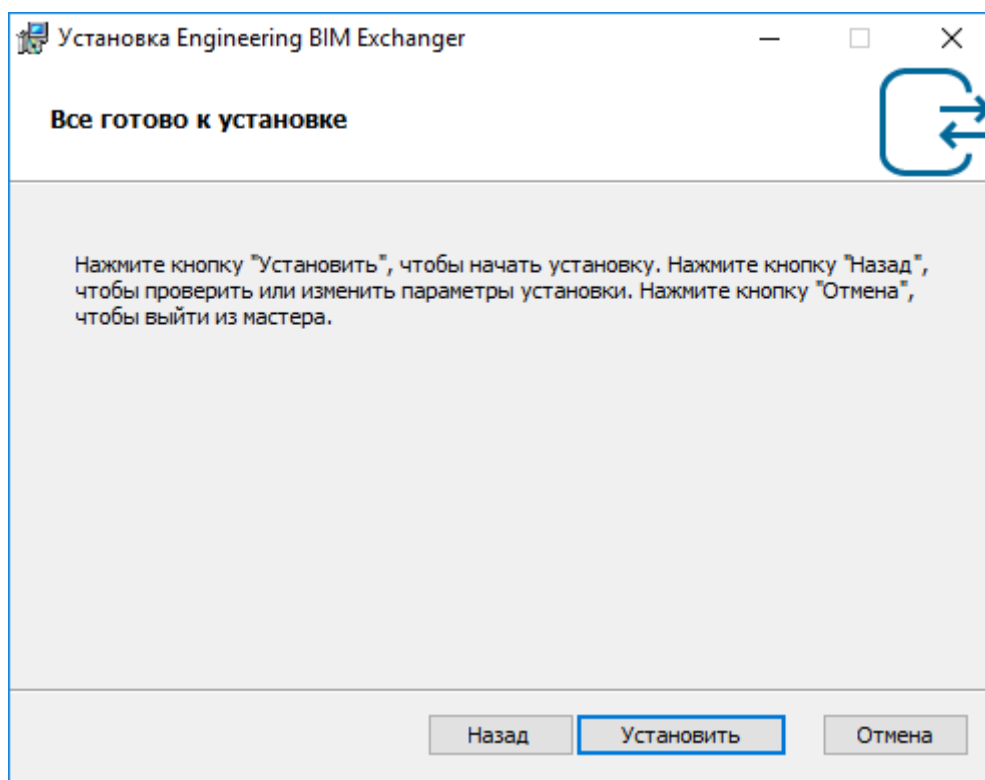 Установка Engineering BIM Exchanger
Все готово к установке
Нажмите кнопку "Установить", чтобы начать установку. Нажмите кнопку "Назад",
чтобы проверить или изменить параметры установки. Нажмите кнопку "Отмена",
чтобы выйти из мастера.
Назад
Установить
Отмена